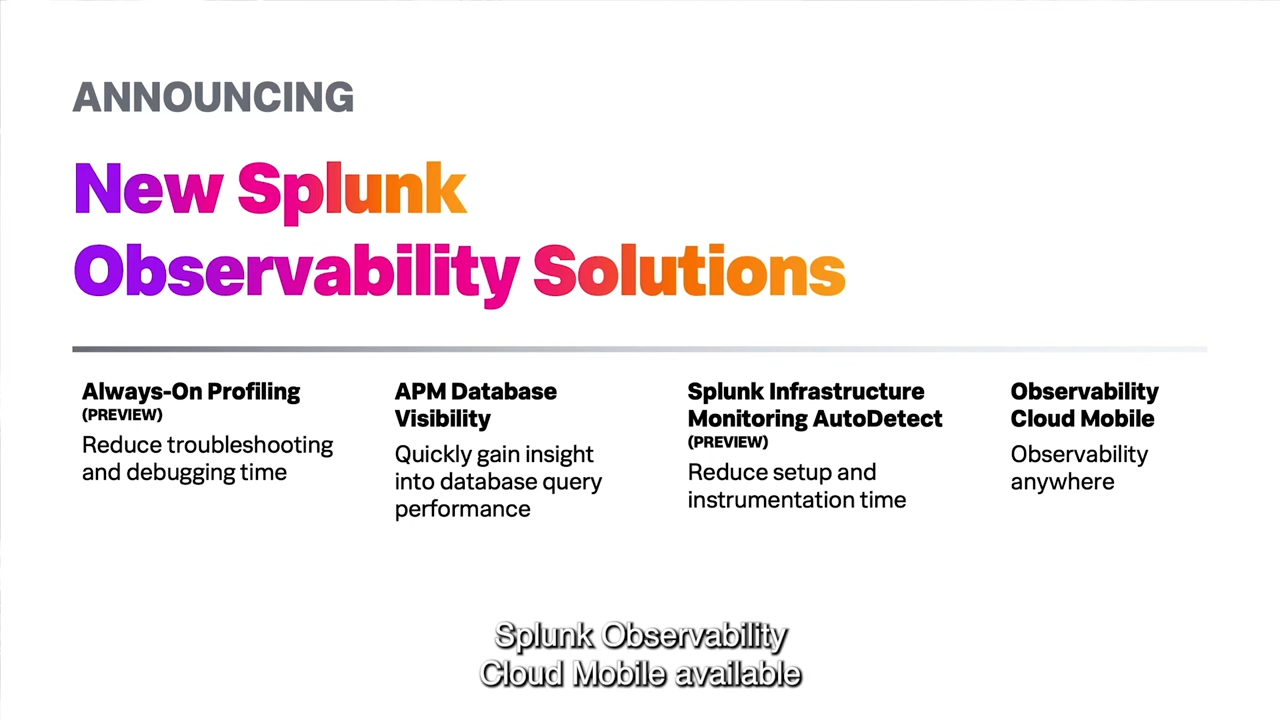 ANNOUNCING
New Splunk
Observability Solutions
Always-On Profiling
(PREVIEW)
Reduce troubleshooting
and debugging time
APM Database
Visibility
Quickly gain insight
into database query
performance
Splunk Infrastructure
Monitoring AutoDetect
(PREVIEW)
Reduce setup and
instrumentation time
Observability
Cloud Mobile
Observability
anywhere
Splunk Observability
Cloud Mobile available